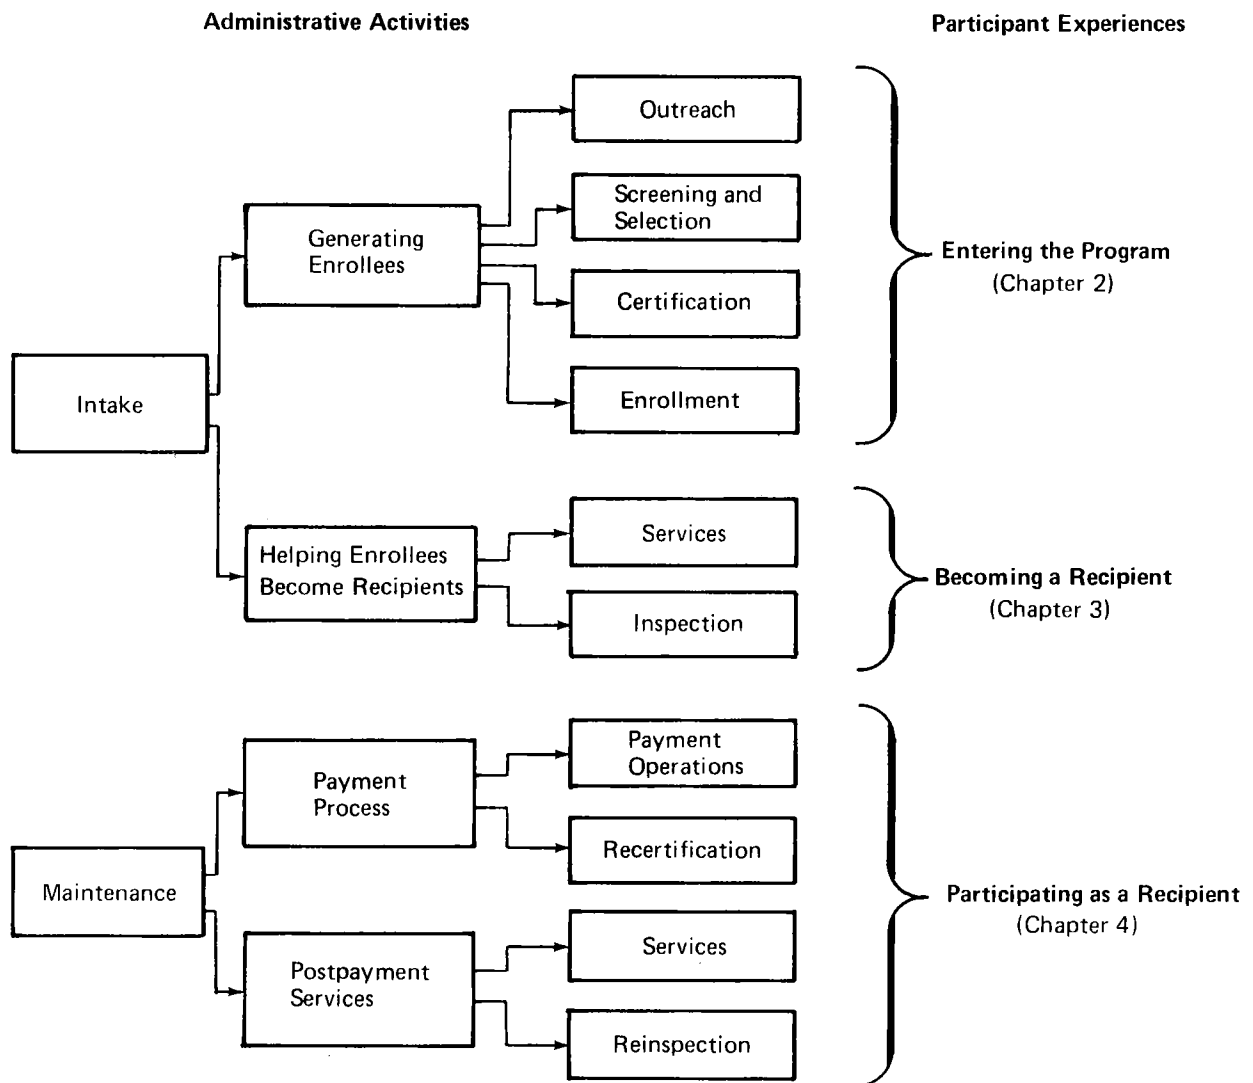 Administrative Activities
Participant Experiences
Outreach
Screening and
Selection
Generating
Enrollees
Entering the Program
(Chapter 2)
Certification
Intake
Enrollment
Services
Helping Enrollees
Become Recipients
Becoming a Recipient
(Chapter 3)
Inspection
Payment
Operations
Payment
Process
Recertification
Maintenance
Participating as a Recipient
(Chapter 4)
Services
Postpayment
Services
Reinspection